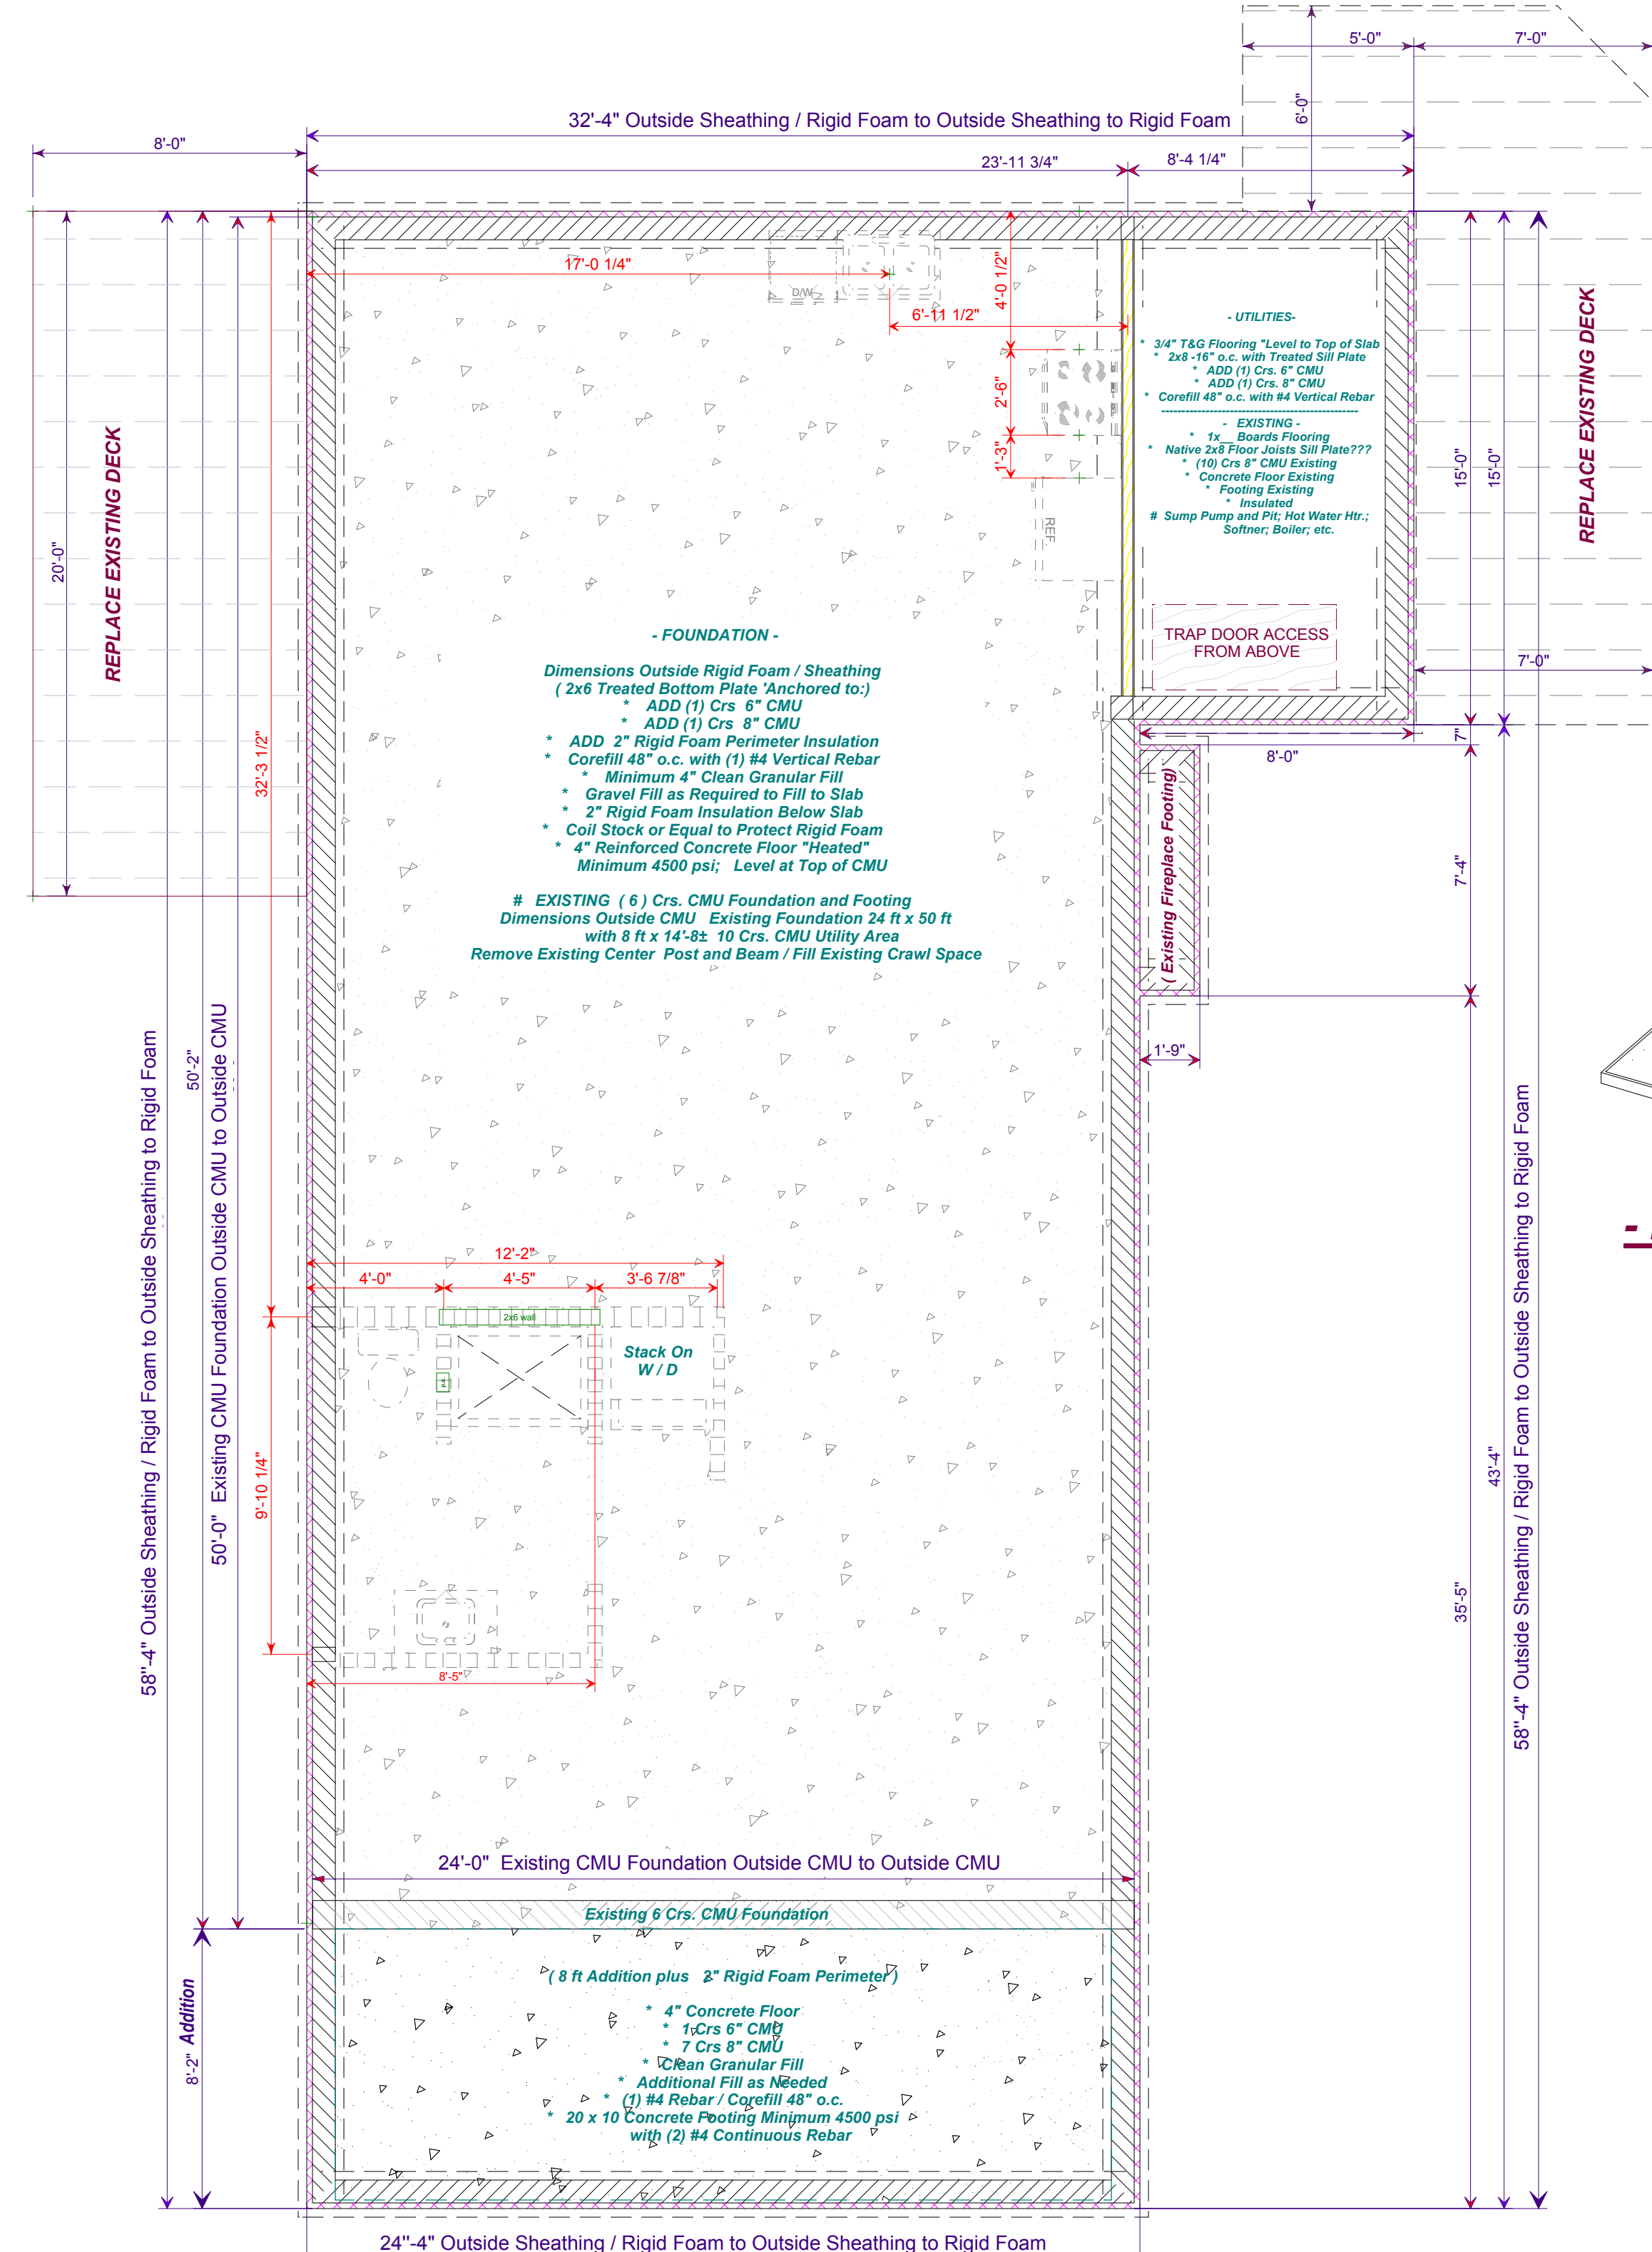 5'-0"
7'-0"
6'-0"
32'-4" Outside Sheathing / Rigid Foam to Outside Sheathing to Rigid Foam
8'-0"
23'-11 3/4"
8'-4 1/4"
17'-0 1/4"
4'-0 1/2"
D/W
6'-11 1/2"
2'-6"
1'-3"
REF.
- UTILITIES-
* 3/4" T&G Flooring "Level to Top of Slab
* 2x8 -16" o.c. with Treated Sill Plate
* ADD (1) Crs. 6" CMU
* ADD (1) Crs. 8" CMU
* Corefill 48" o.c. with #4 Vertical Rebar
- EXISTING -
* 1x__ Boards Flooring
* Native 2x8 Floor Joists Sill Plate???
* (10) Crs 8" CMU Existing
* Concrete Floor Existing
* Footing Existing
* Insulated
# Sump Pump and Pit; Hot Water Htr.;
Softner; Boiler; etc.
15'-0"
15'-0"
REPLACE EXISTING DECK
REPLACE EXISTING DECK
20'-0"
TRAP DOOR ACCESS
FROM ABOVE
7'-0"
7"
8'-0"
32'-3 1/2"
- FOUNDATION -
Dimensions Outside Rigid Foam / Sheathing
( 2x6 Treated Bottom Plate 'Anchored to:)
* ADD (1) Crs 6" CMU
* ADD (1) Crs 8" CMU
* ADD 2" Rigid Foam Perimeter Insulation
* Corefill 48" o.c. with (1) #4 Vertical Rebar
* Minimum 4" Clean Granular Fill
* Gravel Fill as Required to Fill to Slab
* 2" Rigid Foam Insulation Below Slab
* Coil Stock or Equal to Protect Rigid Foam
* 4" Reinforced Concrete Floor "Heated"
Minimum 4500 psi; Level at Top of CMU
# EXISTING ( 6 ) Crs. CMU Foundation and Footing
Dimensions Outside CMU Existing Foundation 24 ft x 50 ft
with 8 ft x 14'-8± 10 Crs. CMU Utility Area
Remove Existing Center Post and Beam / Fill Existing Crawl Space
( Existing Fireplace Footing)
7'-4"
1'-9"
58"-4" Outside Sheathing / Rigid Foam to Outside Sheathing to Rigid Foam
50'-2"
50'-0" Existing CMU Foundation Outside CMU to Outside CMU
12'-2"
4'-0"
4'-5"
3'-6 7/8"
2x6 wall
Stack On
W / D
9'-10 1/4"
8'-5"
35'-5"
43'-4"
58"-4" Outside Sheathing / Rigid Foam to Outside Sheathing to Rigid Foam
24'-0" Existing CMU Foundation Outside CMU to Outside CMU
Existing 6 Crs. CMU Foundation
8'-2" Addition
( 8 ft Addition plus 2" Rigid Foam Perimeter )
* 4" Concrete Floor
* 1 Crs 6" CMU
* 7 Crs 8" CMU
* Clean Granular Fill
* Additional Fill as Needed
* (1) #4 Rebar / Corefill 48" o.c.
* 20 x 10 Concrete Footing Minimum 4500 psi
with (2) #4 Continuous Rebar
24"-4" Outside Sheathing / Rigid Foam to Outside Sheathing to Rigid Foam